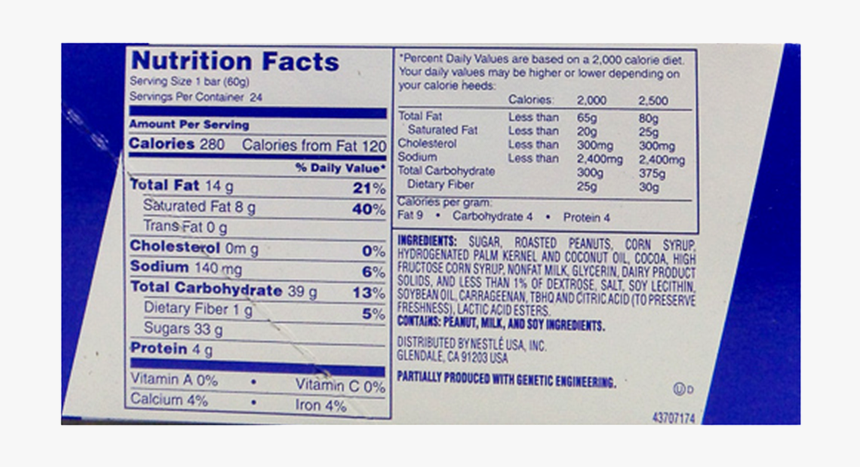 Nutrition Facts
Serving Size 1 bar (60g)
Servings Per Container 24
Amount Per Serving
Calories 280 Calories from Fat 120
% Daily Value*
Total Fat 14 g 21%
Saturated Fat 8 g 40%
Trans Fat 0 g
Cholesterol 0m g 0%
Sodium 140 mg 6%
Total Carbohydrate 39 g 13%
Dietary Fiber 1 g 5%
Sugars 33 g
Protein 4 g
Vitamin A 0% • Vitamin C 0%
Calcium 4% • Iron 4%
*Percent Daily Values are based on a 2,000 calorie diet.
Your daily values may be higher or lower depending on
your calorie needs:
Calories: 2,000 2,500
Total Fat Less than 65g 80g
Saturated Fat Less than 20g 25g
Cholesterol Less than 300mg 300mg
Sodium Less than 2,400mg 2,400mg
Total Carbohydrate 300g 375g
Dietary Fiber 25g 30g
Calories per gram:
Fat 9 • Carbohydrate 4 • Protein 4
INGREDIENTS: SUGAR, ROASTED PEANUTS, CORN SYRUP,
HYDROGENATED PALM KERNEL AND COCONUT OIL, COCOA, HIGH
FRUCTOSE CORN SYRUP, NONFAT MILK, GLYCERIN, DAIRY PRODUCT
SOLIDS, AND LESS THAN 1% OF DEXTROSE, SALT, SOY LECITHIN,
SOYBEAN OIL, CARRAGEENAN, TBHQ AND CITRIC ACID (TO PRESERVE
FRESHNESS), LACTIC ACID ESTERS.
CONTAINS: PEANUT, MILK, AND SOY INGREDIENTS.
DISTRIBUTED BY NESTLÉ USA, INC.
GLENDALE, CA 91203 USA
PARTIALLY PRODUCED WITH GENETIC ENGINEERING.
Ⓤ D
43707174